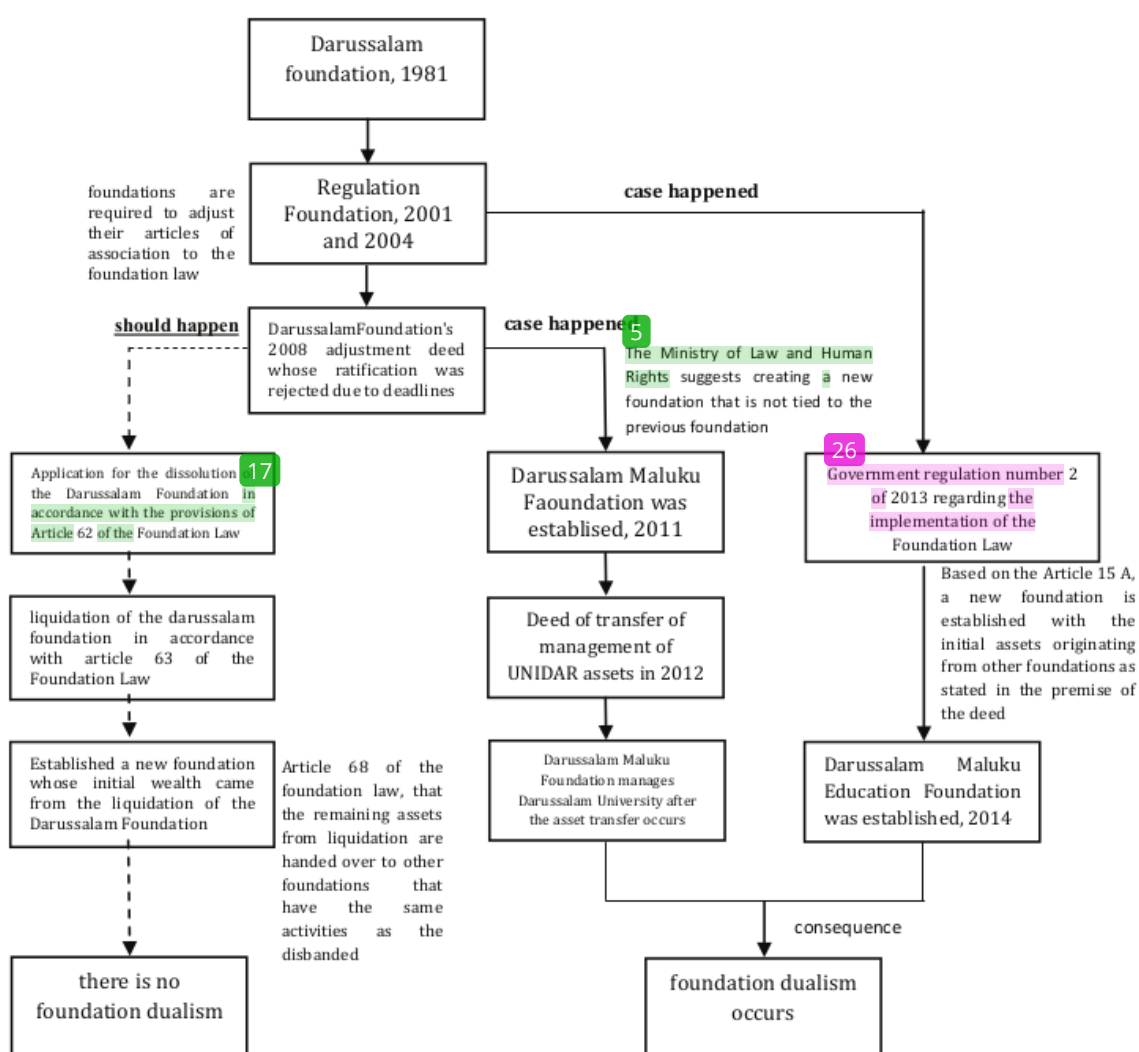 Darussalam
foundation, 1981
foundations are
required to adjust
their articles of
association to the
foundation law
Regulation
Foundation, 2001
and 2004
case happened
should happen
DarussalamFoundation's
2008 adjustment deed
whose ratification was
rejected due to deadlines
case happened
5
The Ministry of Law and Human
Rights suggests creating a new
foundation that is not tied to the
previous foundation
17
Application for the dissolution
the Darussalam Foundation in
accordance with the provisions of
Article 62 of the Foundation Law
Darussalam Maluku
Faoundation was
establised, 2011
26
Government regulation number 2
of 2013 regarding the
implementation of the
Foundation Law
Based on the Article 15 A,
a new foundation is
established with the
initial assets originating
from other foundations as
stated in the premise of
the deed
liquidation of the darussalam
foundation in accordance
with article 63 of the
Foundation Law
Deed of transfer of
management of
UNIDAR assets in 2012
Established a new foundation
whose initial wealth came
from the liquidation of the
Darussalam Foundation
Article 68 of the
foundation law, that
the remaining assets
from liquidation are
handed over to other
foundations that
have the same
activities as the
disbanded
Darussalam Maluku
Foundation manages
Darussalam University after
the asset transfer occurs
Darussalam Maluku
Education Foundation
was established, 2014
consequence
there is no
foundation dualism
foundation dualism
occurs